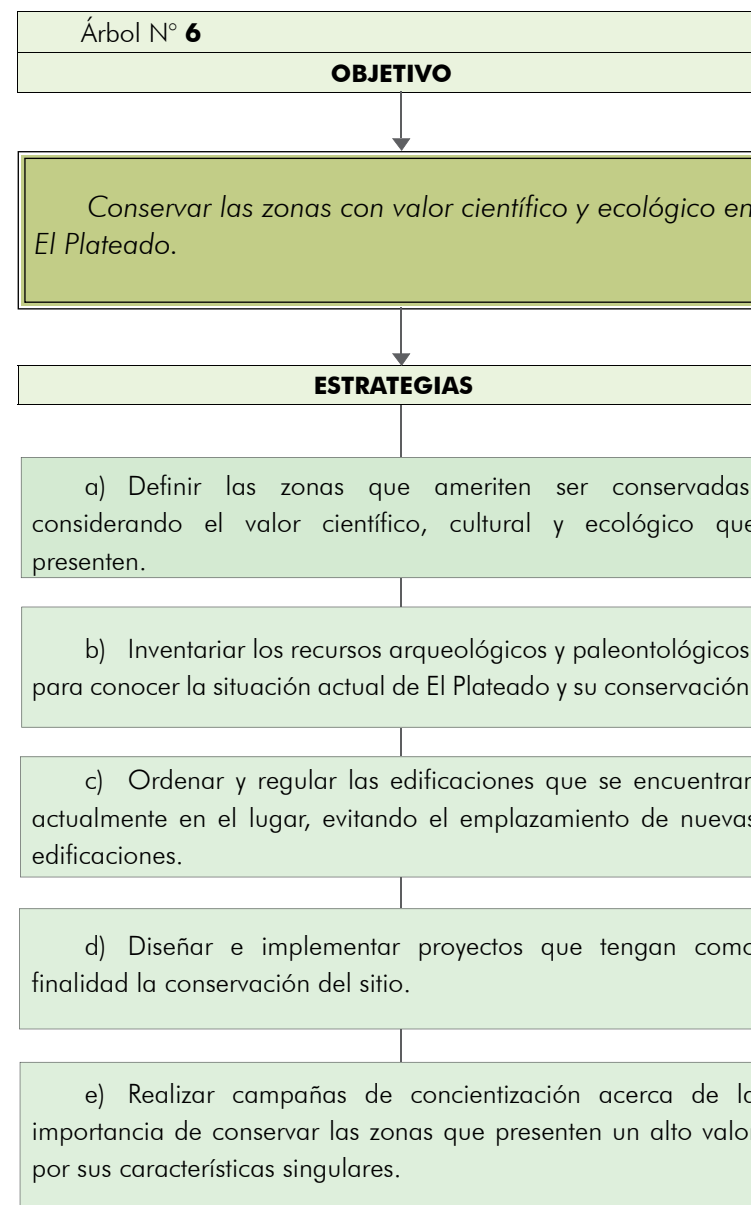 Árbol N° 6
OBJETIVO
Conservar las zonas con valor científico y ecológico en
El Plateado.
ESTRATEGIAS
a) Definir las zonas que ameriten ser conservadas
considerando el valor científico, cultural y ecológico que
presenten.
b) Inventariar los recursos arqueológicos y paleontológicos
para conocer la situación actual de El Plateado y su conservación
c) Ordenar y regular las edificaciones que se encuentran
actualmente en el lugar, evitando el emplazamiento de nuevas
edificaciones.
d) Diseñar e implementar proyectos que tengan como
finalidad la conservación del sitio.
e) Realizar campañas de concientización acerca de la
importancia de conservar las zonas que presenten un alto valor
por sus características singulares.